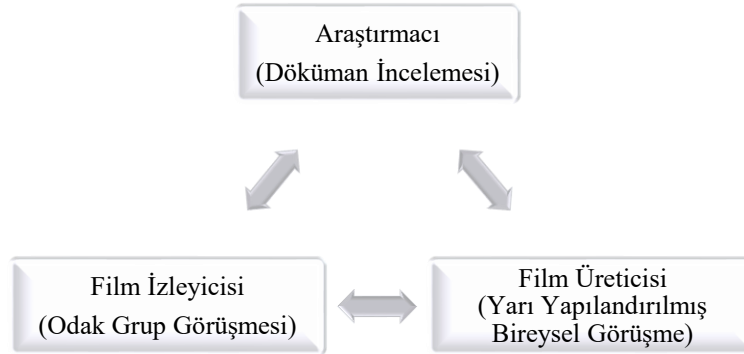 Araştırmacı
(Döküman İncelemesi)
Film İzleyicisi
(Odak Grup Görüşmesi)
Film Üreticisi
(Yarı Yapılandırılmış
Bireysel Görüşme)